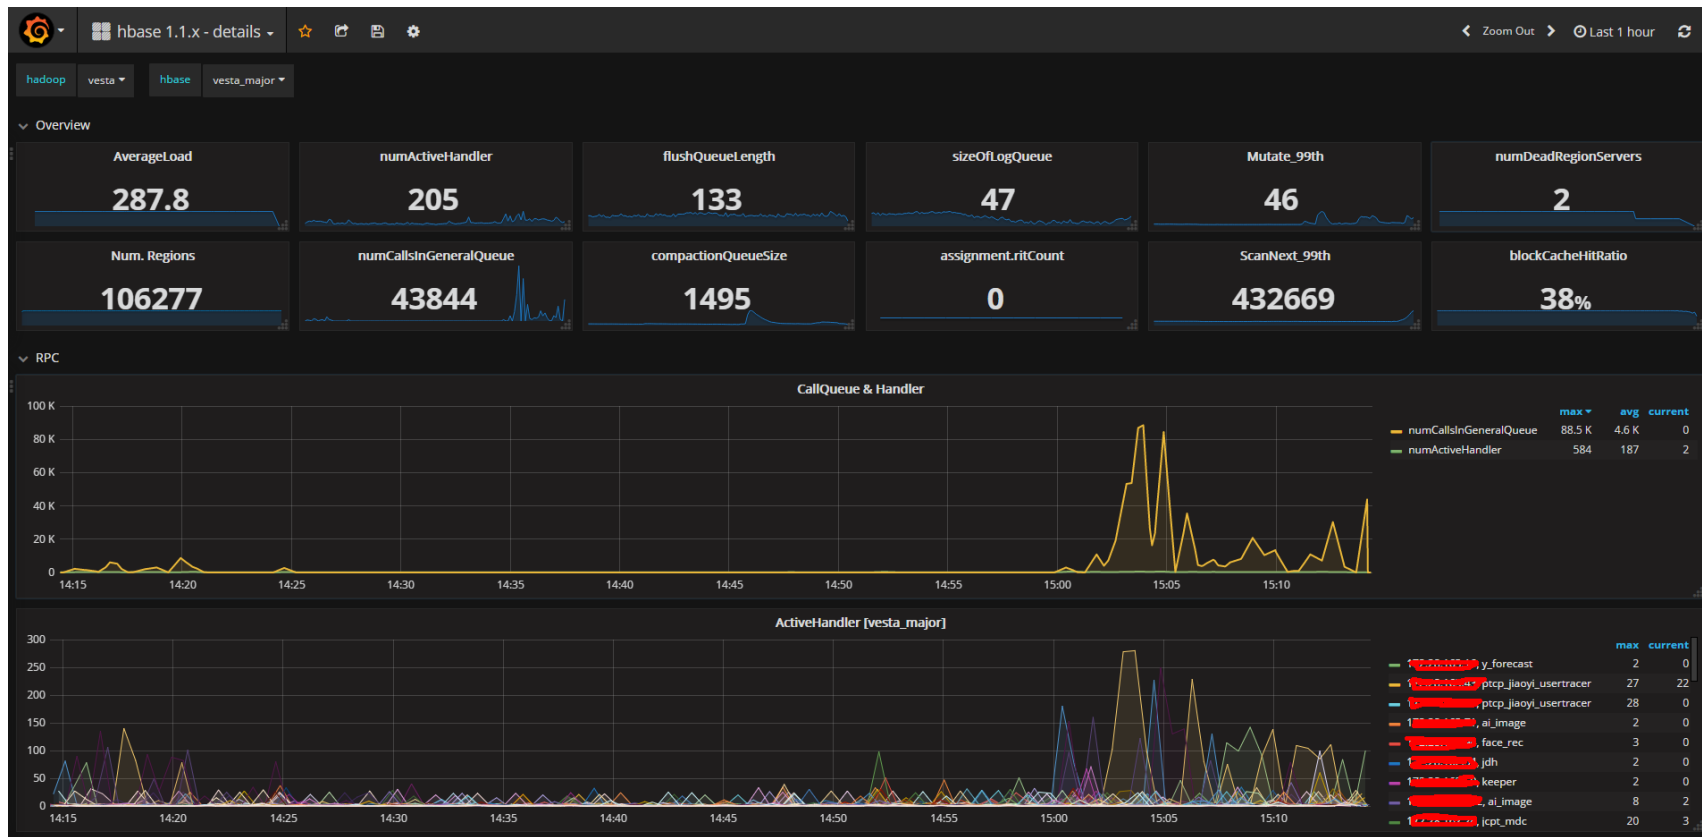 hbase 1.1.x - details
Zoom Out
Last 1 hour
hadoop vesta hbase vesta_major
Overview
AverageLoad
287.8
numActiveHandler
205
flushQueueLength
133
sizeOfLogQueue
47
Mutate_99th
46
numDeadRegionServers
2
Num. Regions
106277
numCallsInGeneralQueue
43844
compactionQueueSize
1495
assignment.ritCount
0
ScanNext_99th
432669
blockCacheHitRatio
38%
RPC
CallQueue & Handler
100 K
80 K
60 K
40 K
20 K
0
14:15 14:20 14:25 14:30 14:35 14:40 14:45 14:50 14:55 15:00 15:05 15:10
max avg current
numCallsInGeneralQueue 88.5 K 4.6 K 0
numActiveHandler 584 187 2
ActiveHandler [vesta_major]
300
250
200
150
100
50
0
14:15 14:20 14:25 14:30 14:35 14:40 14:45 14:50 14:55 15:00 15:05 15:10
max current
, y_forecast 2 0
ptcp_jiaoyi_usertracer 27 22
, ptcp_jiaoyi_usertracer 28 0
, ai_image 2 0
, face_rec 3 0
, jdh 2 0
, keeper 2 0
, ai_image 8 2
, jcpt_mdc 20 3